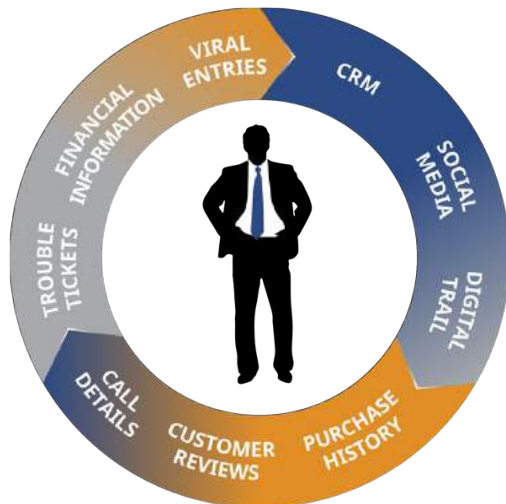 CRM
SOCIAL
MEDIA
DIGITAL
TRAIL
PURCHASE
HISTORY
CUSTOMER
REVIEWS
CALL
DETAILS
TROUBLE
TICKETS
FINANCIAL
INFORMATION
VIRAL
ENTRIES